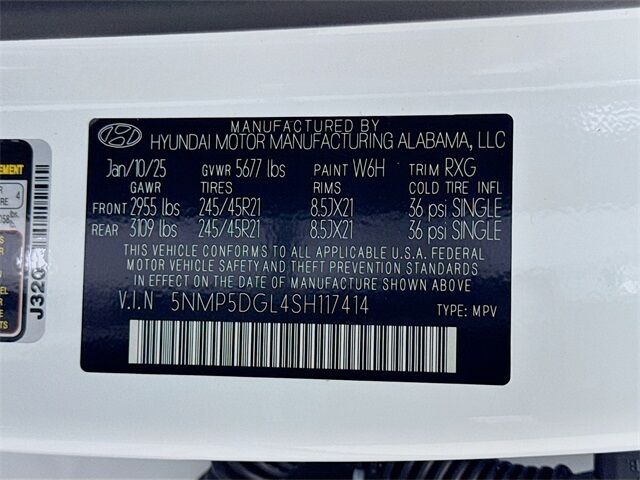 MANUFACTURED BY
HYUNDAI MOTOR MANUFACTURING ALABAMA, LLC
Jan/10/25 GVWR 5677 lbs PAINT W6H TRIM RXG
GAWR TIRES RIMS COLD TIRE INFL
FRONT 2955 lbs 245/45R21 8.5JX21 36 psi SINGLE
REAR 3109 lbs 245/45R21 8.5JX21 36 psi SINGLE
THIS VEHICLE CONFORMS TO ALL APPLICABLE U.S.A. FEDERAL
MOTOR VEHICLE SAFETY AND THEFT PREVENTION STANDARDS
IN EFFECT ON THE DATE OF MANUFACTURE SHOWN ABOVE.
V.I.N 5NMP5DGL4SH117414 TYPE: MPV
J320
4